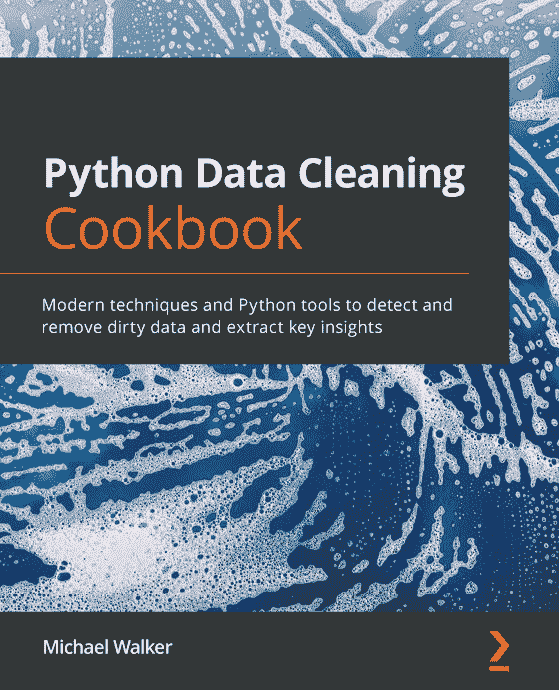 Python Data Cleaning
Cookbook
Modern techniques and Python tools to detect and
remove dirty data and extract key insights
Michael Walker